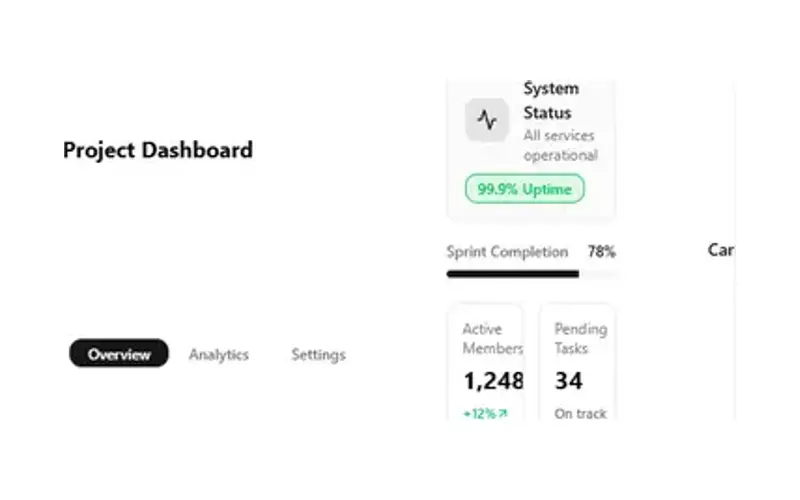 Project Dashboard
Overview
Analytics
Settings
System
Status
All services
operational
99.9% Uptime
Sprint Completion
78%
Active
Members
1,248
+12%
Pending
Tasks
34
On track
Car